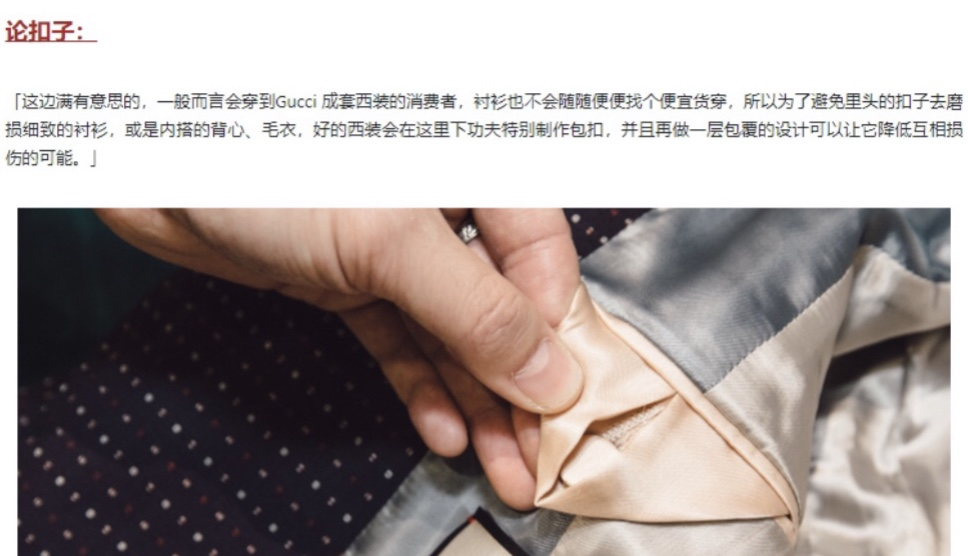 论扣子：
「这边满有意思的，一般而言会穿到Gucci 成套西装的消费者，衬衫也不会随随便便找个便宜货穿，所以为了避免里头的扣子去磨
损细致的衬衫，或是内搭的背心、毛衣，好的西装会在这里下功夫特别制作包扣，并且再做一层包覆的设计可以让它降低互相损
伤的可能。」